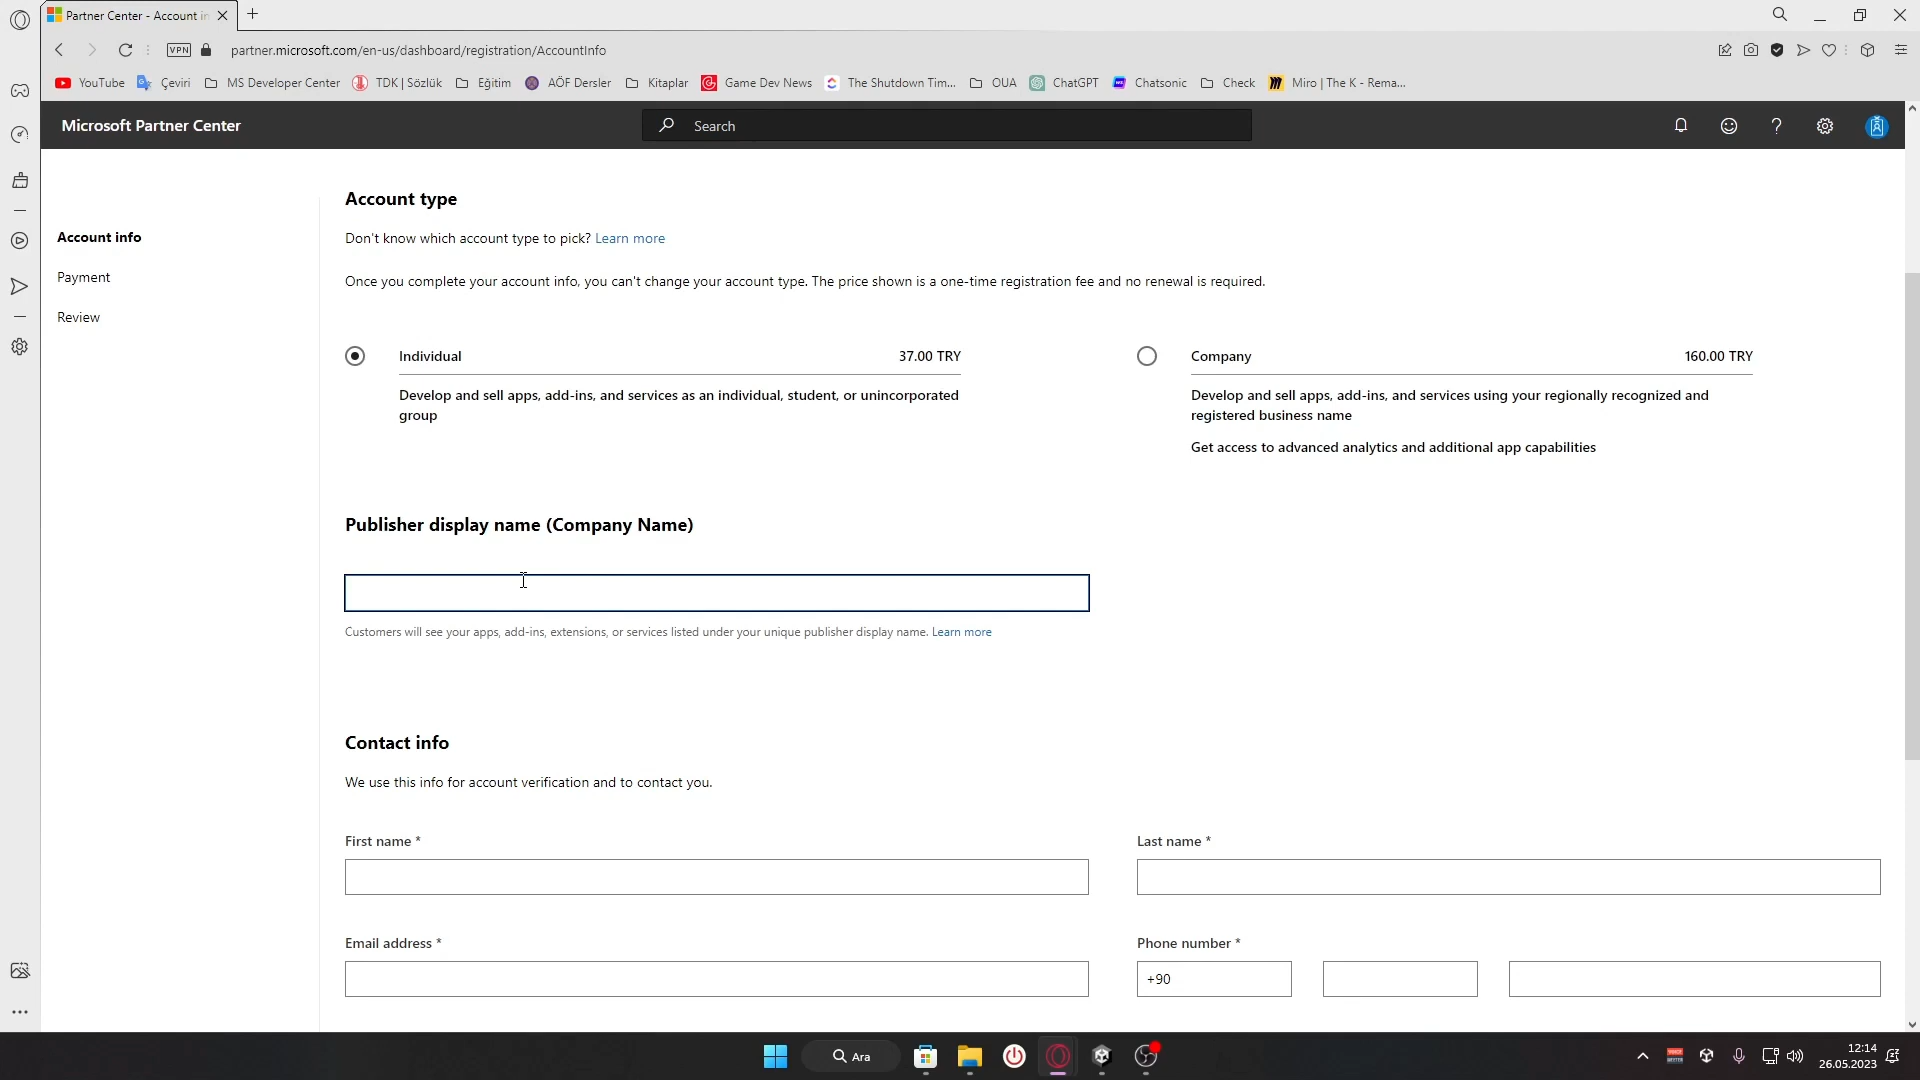 Partner Center - Account in
VPN
partner.microsoft.com/en-us/dashboard/registration/AccountInfo
YouTube
Çeviri
MS Developer Center
TDK | Sözlük
Eğitim
AÖF Dersler
Kitaplar
Game Dev News
The Shutdown Tim...
OUA
ChatGPT
Chatsonic
Check
Miro | The K - Rema...
Microsoft Partner Center
Search
Account info
Payment
Review
Account type
Don't know which account type to pick? Learn more
Once you complete your account info, you can't change your account type. The price shown is a one-time registration fee and no renewal is required.
Individual 37.00 TRY
Develop and sell apps, add-ins, and services as an individual, student, or unincorporated
group
Company 160.00 TRY
Develop and sell apps, add-ins, and services using your regionally recognized and
registered business name
Get access to advanced analytics and additional app capabilities
Publisher display name (Company Name)
Customers will see your apps, add-ins, extensions, or services listed under your unique publisher display name. Learn more
Contact info
We use this info for account verification and to contact you.
First name *
Last name *
Email address *
Phone number *
+90
Ara
12:14
26.05.2023